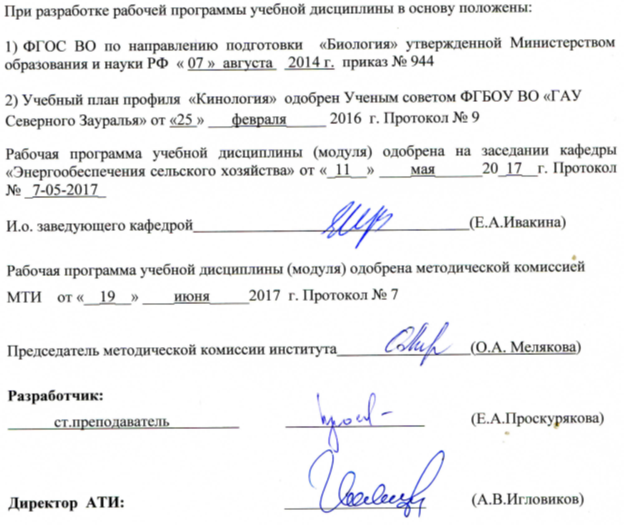 При разработке рабочей программы учебной дисциплины в основу положены:
1) ФГОС ВО по направлению подготовки «Биология» утвержденной Министерством
образования и науки РФ « 07 » августа 2014 г. приказ № 944
2) Учебный план профиля «Кинология» одобрен Ученым советом ФГБОУ ВО «ГАУ
Северного Зауралья» от «25 » февраля 2016 г. Протокол № 9
Рабочая программа учебной дисциплины (модуля) одобрена на заседании кафедры
«Энергообеспечения сельского хозяйства» от « 11 » мая 20 17 г. Протокол
№ 7-05-2017
И.о. заведующего кафедрой (Е.А.Ивакина)
Рабочая программа учебной дисциплины (модуля) одобрена методической комиссией
МТИ от « 19 » июня 2017 г. Протокол № 7
Председатель методической комиссии института (О.А. Мелякова)
Разработчик:
ст.преподаватель (Е.А.Проскурякова)
Директор АТИ: (А.В.Игловиков)